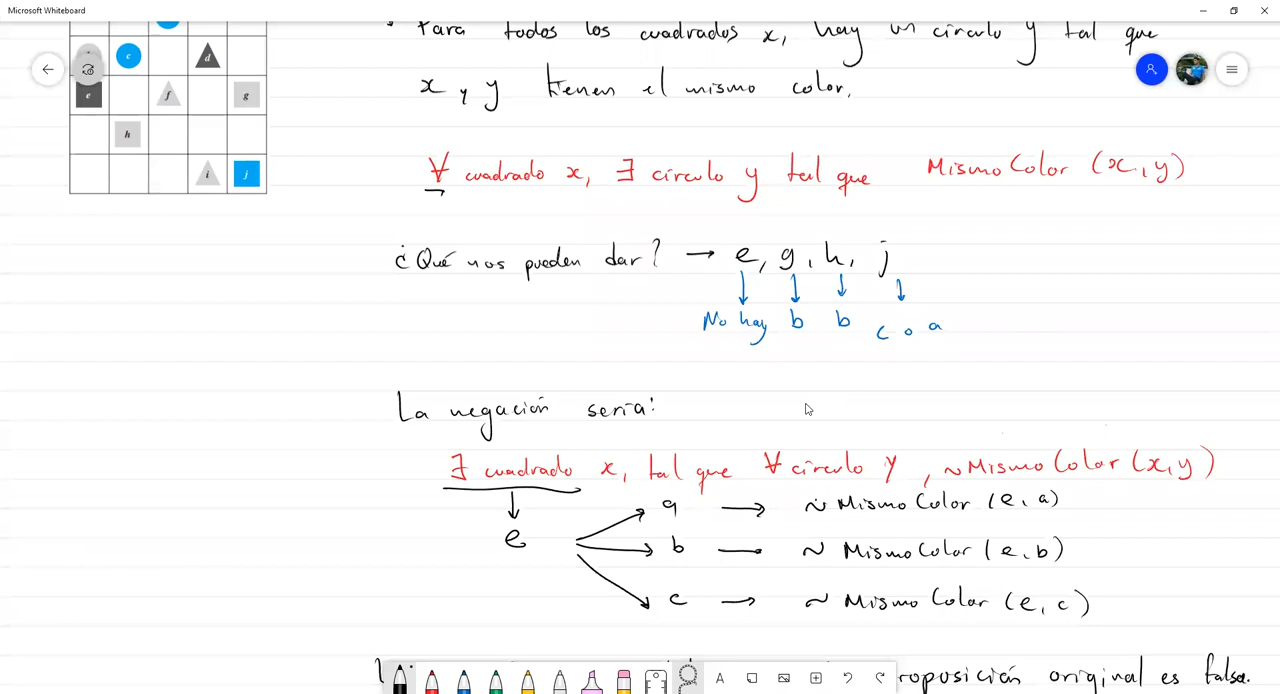 Microsoft Whiteboard
Para todos los cuadrados x, hay un círculo y tal que
x, y tienen el mismo color.
c
d
e
f
g
h
i
j
∀ cuadrado x, ∃ círculo y tal que MismoColor (x, y)
¿Qué nos pueden dar? → e, g, h, j
No hay b b c o a
La negación sería:
∃ cuadrado x, tal que ∀ círculo y, ~MismoColor (x, y)
a → ~ MismoColor (e, a)
e
b → ~ MismoColor (e, b)
c → ~ MismoColor (e, c)
roposición original es falsa.
A